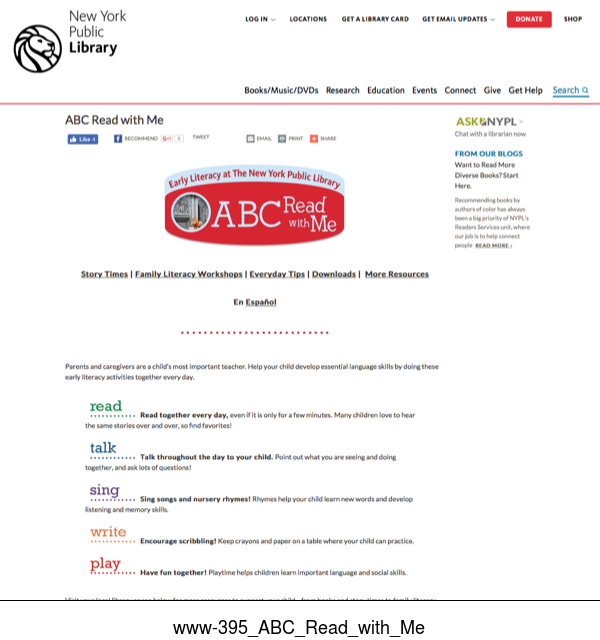 New York
Public
Library
LOG IN LOCATIONS GET A LIBRARY CARD GET EMAIL UPDATES DONATE SHOP
Books/Music/DVDs Research Education Events Connect Give Get Help Search
ABC Read with Me
Like 4 RECOMMEND G+1 0 TWEET EMAIL PRINT SHARE
Early Literacy at The New York Public Library
ABC Read with Me
Story Times | Family Literacy Workshops | Everyday Tips | Downloads | More Resources
En Español
Parents and caregivers are a child's most important teacher. Help your child develop essential language skills by doing these
early literacy activities together every day.
read
Read together every day, even if it is only for a few minutes. Many children love to hear
the same stories over and over, so find favorites!
talk
Talk throughout the day to your child. Point out what you are seeing and doing
together, and ask lots of questions!
sing
Sing songs and nursery rhymes! Rhymes help your child learn new words and develop
listening and memory skills.
write
Encourage scribbling! Keep crayons and paper on a table where your child can practice.
play
Have fun together! Playtime helps children learn important language and social skills.
ASK NYPL >
Chat with a librarian now
FROM OUR BLOGS
Want to Read More
Diverse Books? Start
Here.
Recommending books by
authors of color has always
been a big priority of NYPL's
Readers Services unit, where
our job is to help connect
people READ MORE ›
www-395_ABC_Read_with_Me